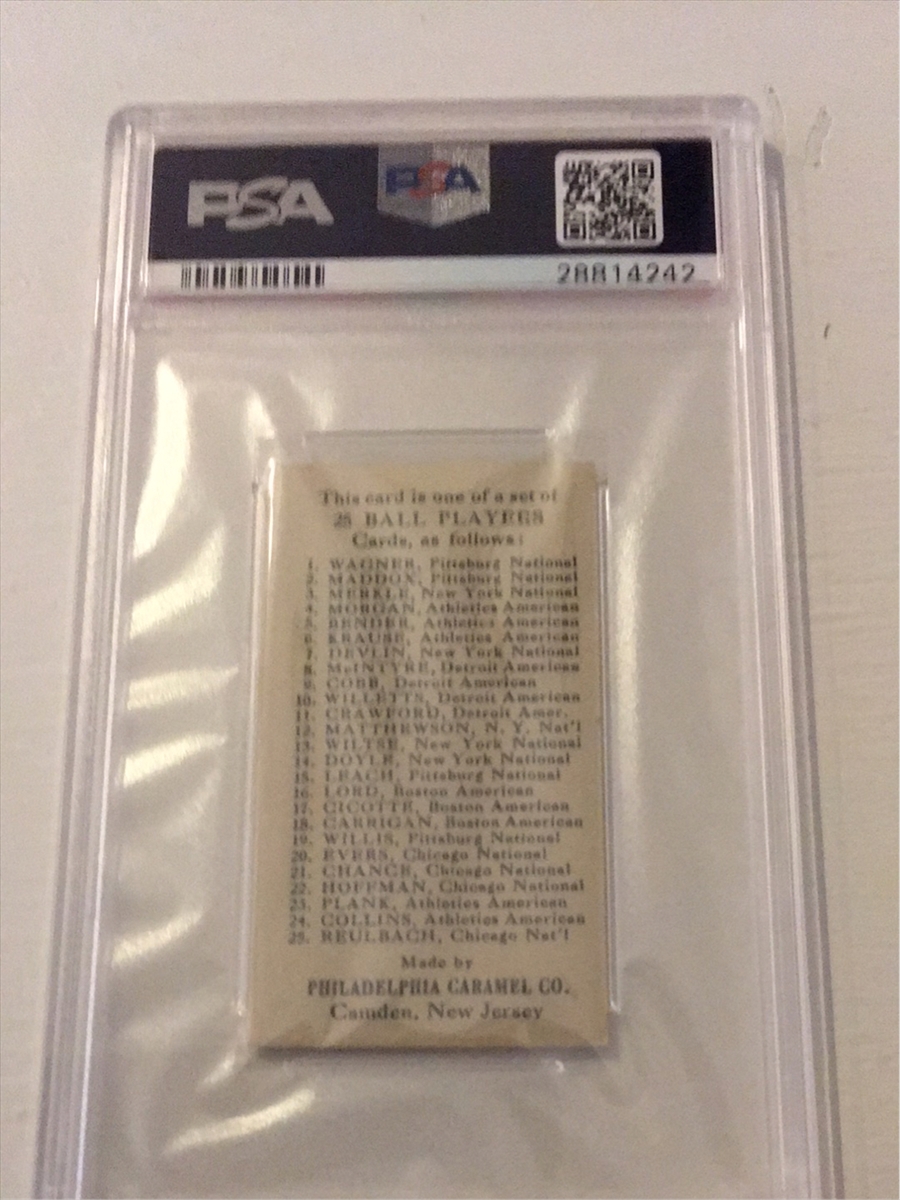 PSA PSA
28814242
This card is one of a set of
25 BALL PLAYERS
Cards, as follows:
1. WAGNER, Pittsburg National
2. MADDOX, Pittsburg National
3. MERKLE, New York National
4. MORGAN, Athletics American
5. BENDER, Athletics American
6. KRAUSE, Athletics American
7. DEVLIN, New York National
8. McINTYRE, Detroit American
9. COBB, Detroit American
10. WILLETTS, Detroit American
11. CRAWFORD, Detroit Amer.
12. MATTHEWSON, N. Y. Nat'l
13. WILTSE, New York National
14. DOYLE, New York National
15. LEACH, Pittsburg National
16. LORD, Boston American
17. CICOTTE, Boston American
18. CARRIGAN, Boston American
19. WILLIS, Pittsburg National
20. EVERS, Chicago National
21. CHANCE, Chicago National
22. HOFFMAN, Chicago National
23. PLANK, Athletics American
24. COLLINS, Athletics American
25. REULBACH, Chicago Nat'l
Made by
PHILADELPHIA CARAMEL CO.
Camden, New Jersey